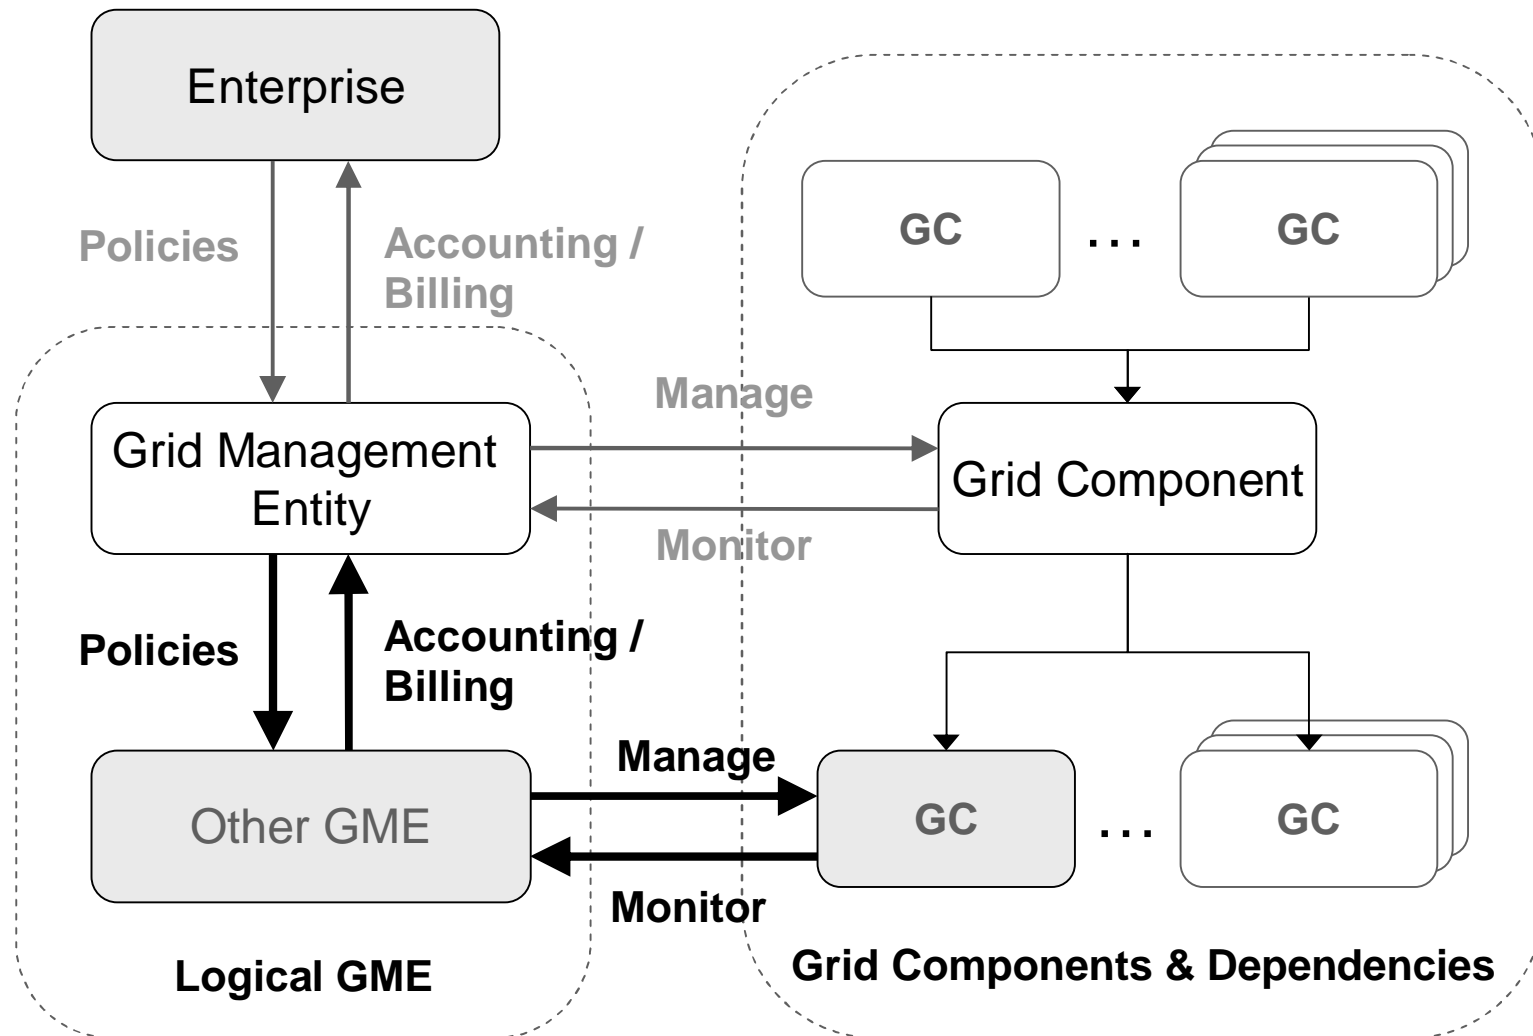 Enterprise
Policies
Accounting /
Billing
GC
...
GC
Manage
Grid Management
Entity
Grid Component
Monitor
Policies
Accounting /
Billing
Manage
Other GME
GC
...
GC
Monitor
Logical GME
Grid Components & Dependencies